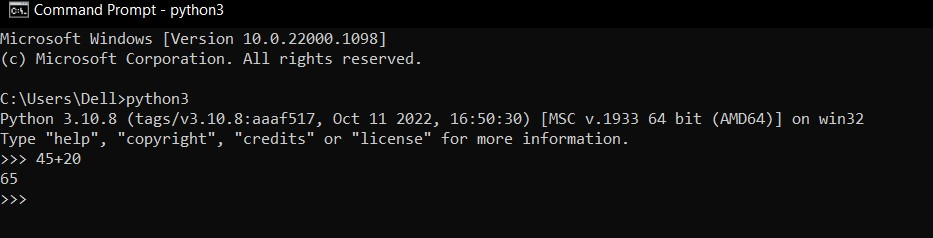 C:\. Command Prompt - python3
Microsoft Windows [Version 10.0.22000.1098]
(c) Microsoft Corporation. All rights reserved.
C:\Users\Dell>python3
Python 3.10.8 (tags/v3.10.8:aaaf517, Oct 11 2022, 16:50:30) [MSC v.1933 64 bit (AMD64)] on win32
Type "help", "copyright", "credits" or "license" for more information.
>>> 45+20
65
>>>